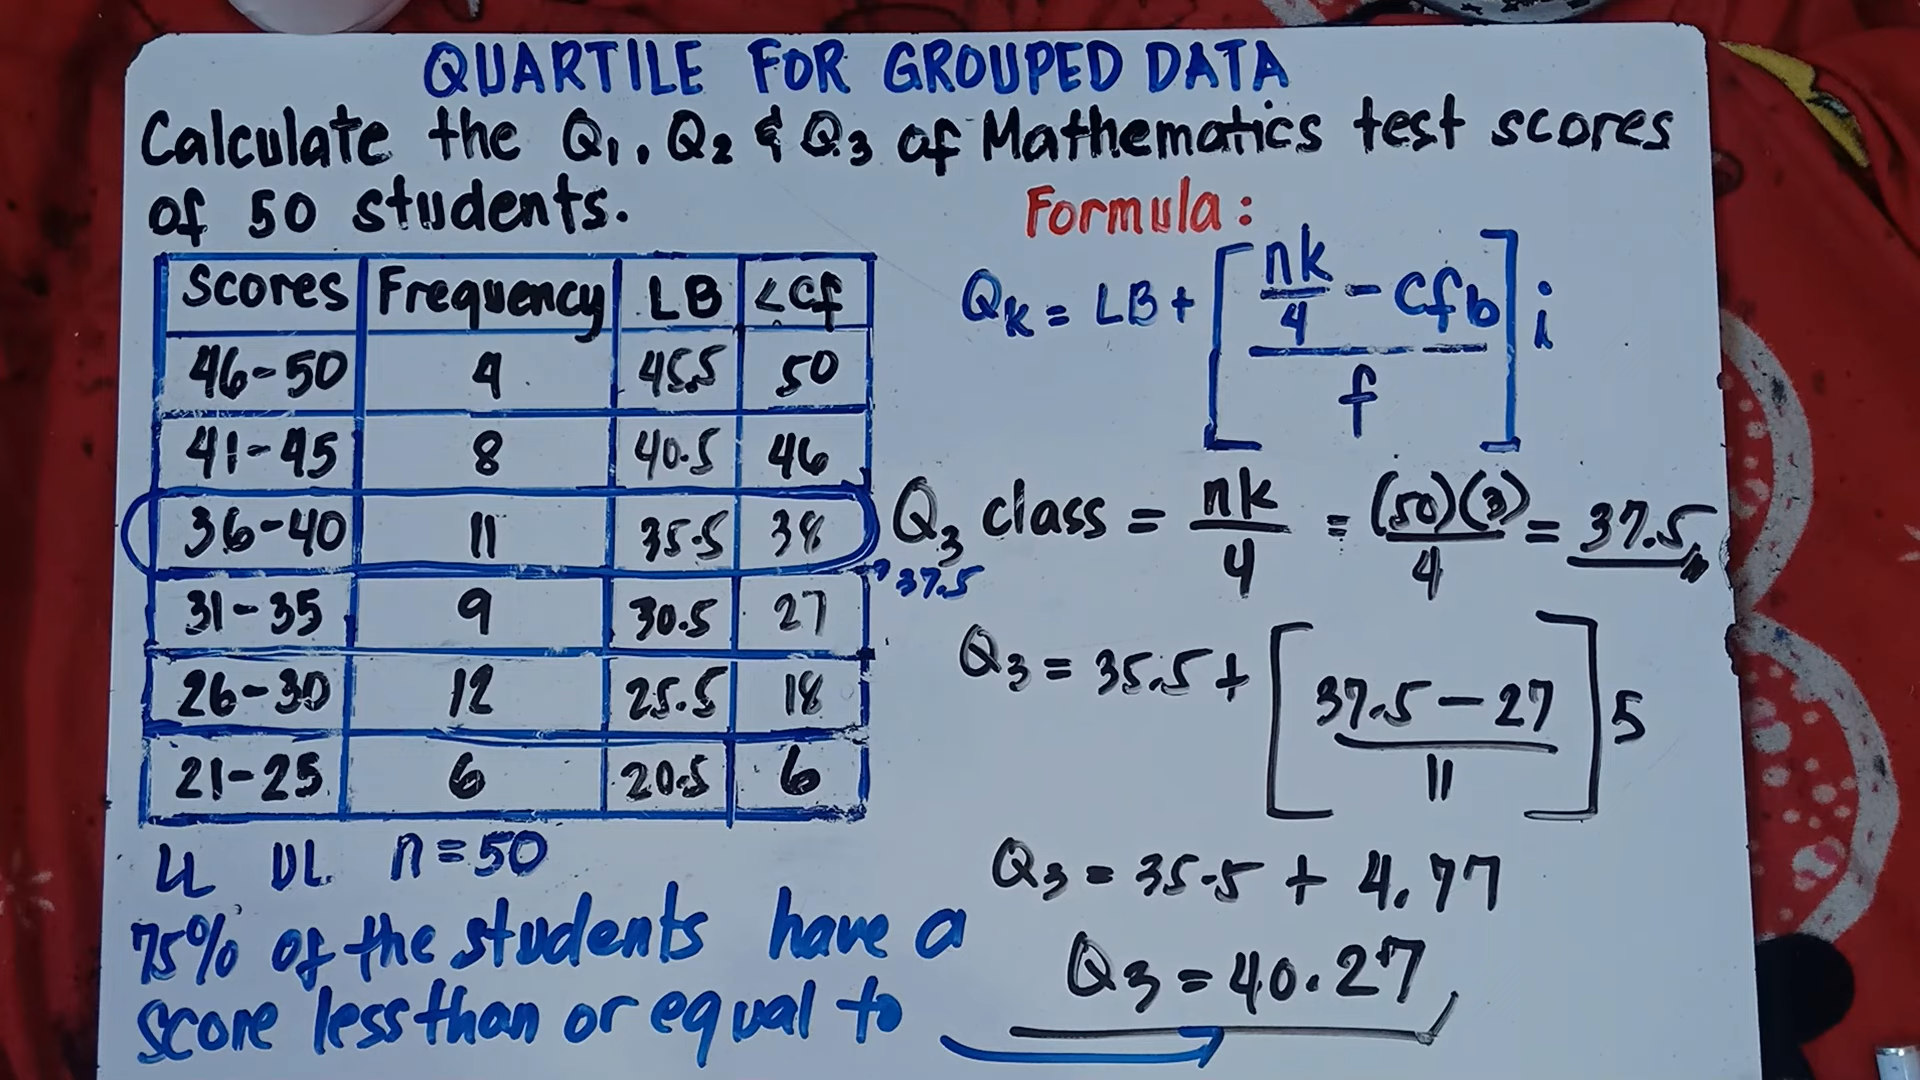 QUARTILE FOR GROUPED DATA
Calculate the Q₁, Q₂ & Q₃ of Mathematics test scores
of 50 students.
Scores Frequency LB <cf
46-50 4 45.5 50
41-45 8 40.5 46
36-40 11 35.5 38
31-35 9 30.5 27
26-30 12 25.5 18
21-25 6 20.5 6
LL UL n=50
75% of the students have a
score less than or equal to
Formula:
Qk = LB + [ (nk/4 - cfb) / f ] i
Q₃ class = nk/4 = (50)(3)/4 = 37.5
37.5
Q₃ = 35.5 + [ (37.5 - 27) / 11 ] 5
Q₃ = 35.5 + 4.77
Q₃ = 40.27